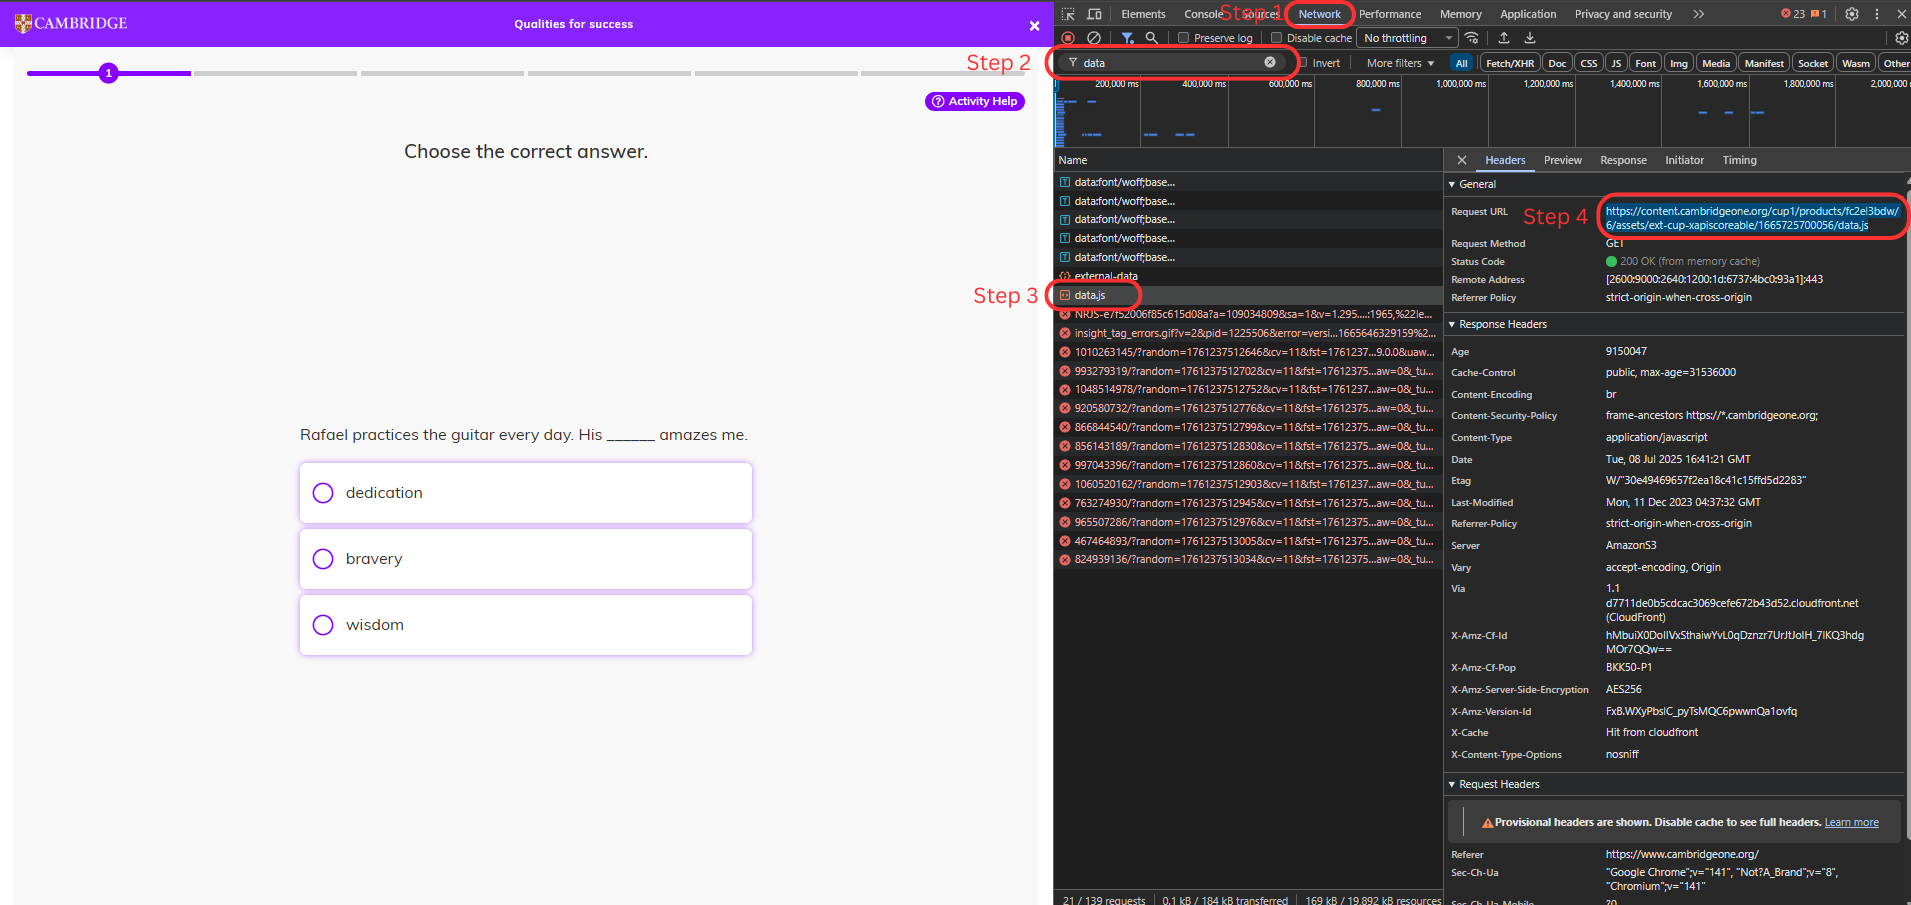 CAMBRIDGE
Qualities for success
1
Activity Help
Choose the correct answer.
Rafael practices the guitar every day. His ______ amazes me.
dedication
bravery
wisdom
Step 1
Step 2
Step 3
Step 4
Elements Console Sources Network Performance Memory Application Privacy and security 23 1
Preserve log Disable cache No throttling
data Invert More filters All Fetch/XHR Doc CSS JS Font Img Media Manifest Socket Wasm Other
200,000 ms 400,000 ms 600,000 ms 800,000 ms 1,000,000 ms 1,200,000 ms 1,400,000 ms 1,600,000 ms 1,800,000 ms 2,000,0
Name
data:font/woff;base...
data:font/woff;base...
data:font/woff;base...
data:font/woff;base...
data:font/woff;base...
external-data
data.js
NRJS-e7f52006f85c615d08a?a=109034809&sa=1&v=1.295....:1965,%22le...
insight_tag_errors.gif?v=2&pid=1225506&error=versi...1665646329159%2...
1010263145/?random=1761237512646&cv=11&fst=1761237...9.0.0&uaw...
993279319/?random=1761237512702&cv=11&fst=17612375...aw=0&_tu...
1048514978/?random=1761237512752&cv=11&fst=17612375...aw=0&_tu...
920580732/?random=1761237512776&cv=11&fst=17612375...aw=0&_tu...
866844540/?random=1761237512799&cv=11&fst=17612375...aw=0&_tu...
856143189/?random=1761237512830&cv=11&fst=17612375...aw=0&_tu...
997043396/?random=1761237512860&cv=11&fst=17612375...aw=0&_tu...
1060520162/?random=1761237512903&cv=11&fst=17612375...aw=0&_tu...
763274930/?random=1761237512945&cv=11&fst=17612375...aw=0&_tu...
965507286/?random=1761237512976&cv=11&fst=17612375...aw=0&_tu...
467464893/?random=1761237513005&cv=11&fst=17612375...aw=0&_tu...
824939136/?random=1761237513034&cv=11&fst=17612375...aw=0&_tu...
21 / 139 requests 0.1 kB / 184 kB transferred 169 kB / 19,892 kB resources
Headers Preview Response Initiator Timing
General
Request URL https://content.cambridgeone.org/cup1/products/fc2el3bdw/
6/assets/ext-cup-xapiscoreable/1665725700056/data.js
Request Method GET
Status Code 200 OK (from memory cache)
Remote Address [2600:9000:2640:1200:1d:6737:4bc0:93a1]:443
Referrer Policy strict-origin-when-cross-origin
Response Headers
Age 9150047
Cache-Control public, max-age=31536000
Content-Encoding br
Content-Security-Policy frame-ancestors https://*.cambridgeone.org;
Content-Type application/javascript
Date Tue, 08 Jul 2025 16:41:21 GMT
Etag W/"30e49469657f2ea18c41c15ffd5d2283"
Last-Modified Mon, 11 Dec 2023 04:37:32 GMT
Referrer-Policy strict-origin-when-cross-origin
Server AmazonS3
Vary accept-encoding, Origin
Via 1.1
d7711de0b5cdcac3069cefe672b43d52.cloudfront.net
(CloudFront)
X-Amz-Cf-Id
MOr7QQw==
X-Amz-Cf-Pop BKK50-P1
X-Amz-Server-Side-Encryption AES256
X-Amz-Version-Id
X-Cache Hit from cloudfront
X-Content-Type-Options nosniff
Request Headers
Provisional headers are shown. Disable cache to see full headers. Learn more
Referer https://www.cambridgeone.org/
Sec-Ch-Ua "Google Chrome";v="141", "Not?A_Brand";v="8",
"Chromium";v="141"
Sec-Ch-Ua-Mobile ?0